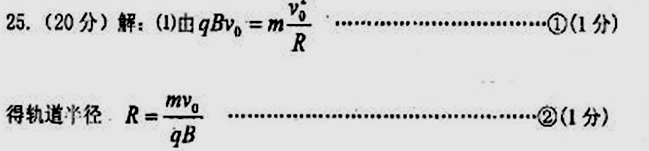 25.（20分）解：(1)由 qBv₀ = m v₀²/R ……………………………①(1分)
得轨道半径 R = mv₀/qB ……………………………②(1分)